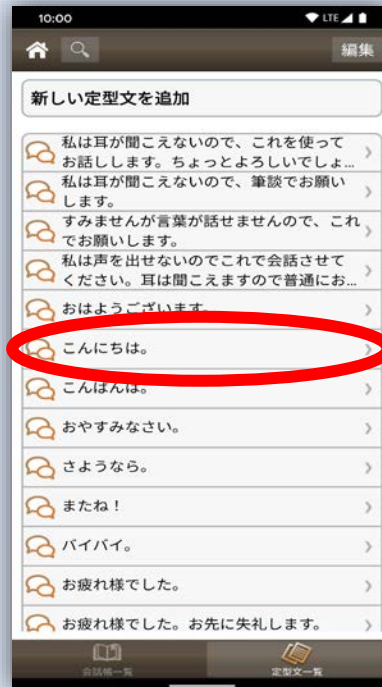 10:00 LTE
編集
新しい定型文を追加
私は耳が聞こえないので、これを使って
お話しします。ちょっとよろしいでしょ...
私は耳が聞こえないので、筆談でお願い
します。
すみませんが言葉が話せませんので、これ
でお願いします。
私は声を出せないのでこれで会話させて
ください。耳は聞こえますので普通にお...
おはようございます。
こんにちは。
こんばんは。
おやすみなさい。
さようなら。
またね！
バイバイ。
お疲れ様でした。
お疲れ様でした。お先に失礼します。
会話帳一覧
定型文一覧